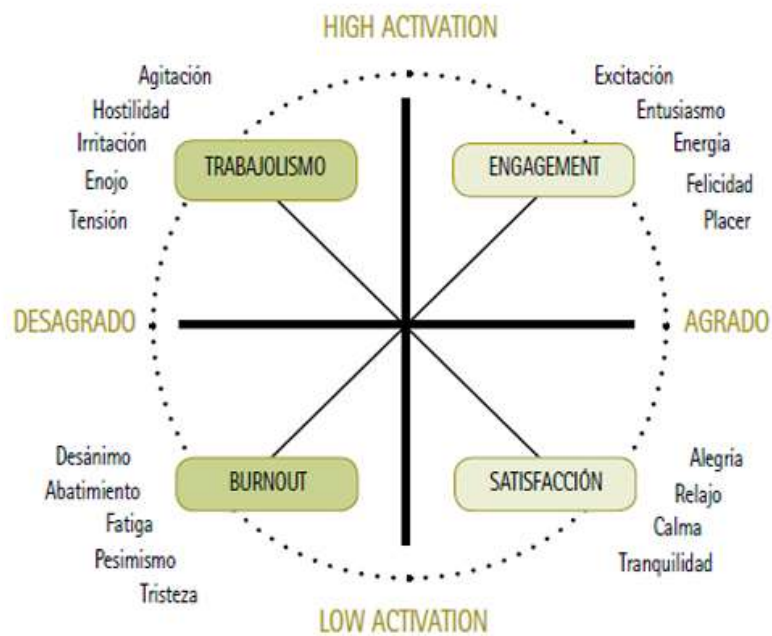 HIGH ACTIVATION
Agitación
Hostilidad
Irritación
Enojo
Tensión
TRABAJOLISMO
ENGAGEMENT
Excitación
Entusiasmo
Energía
Felicidad
Placer
DESAGRADO
AGRADO
Desánimo
Abatimiento
Fatiga
Pesimismo
Tristeza
BURNOUT
SATISFACCIÓN
Alegría
Relajo
Calma
Tranquilidad
LOW ACTIVATION